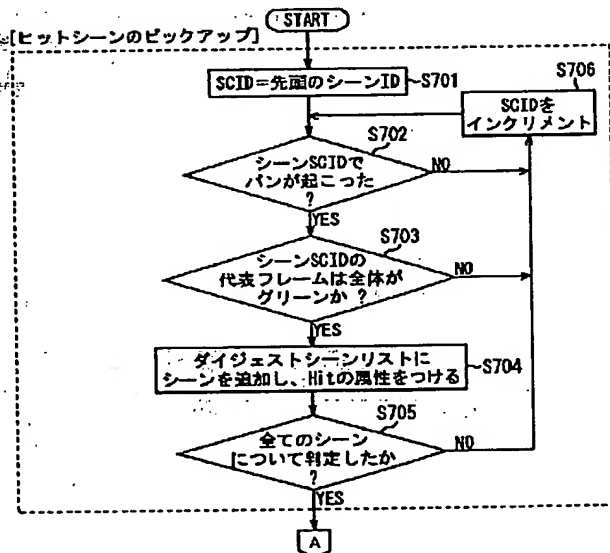 START
[ヒットシーンのピックアップ]
SCID=先頭のシーンID
S701
S706
SCIDを
インクリメント
S702
シーンSCIDで
パンが起こった
?
NO
YES
S703
シーンSCIDの
代表フレームは全体が
グリーンか ?
NO
YES
ダイジェストシーンリストに
シーンを追加し、Hitの属性をつける
S704
S705
全てのシーン
について判定したか
?
NO
YES
A